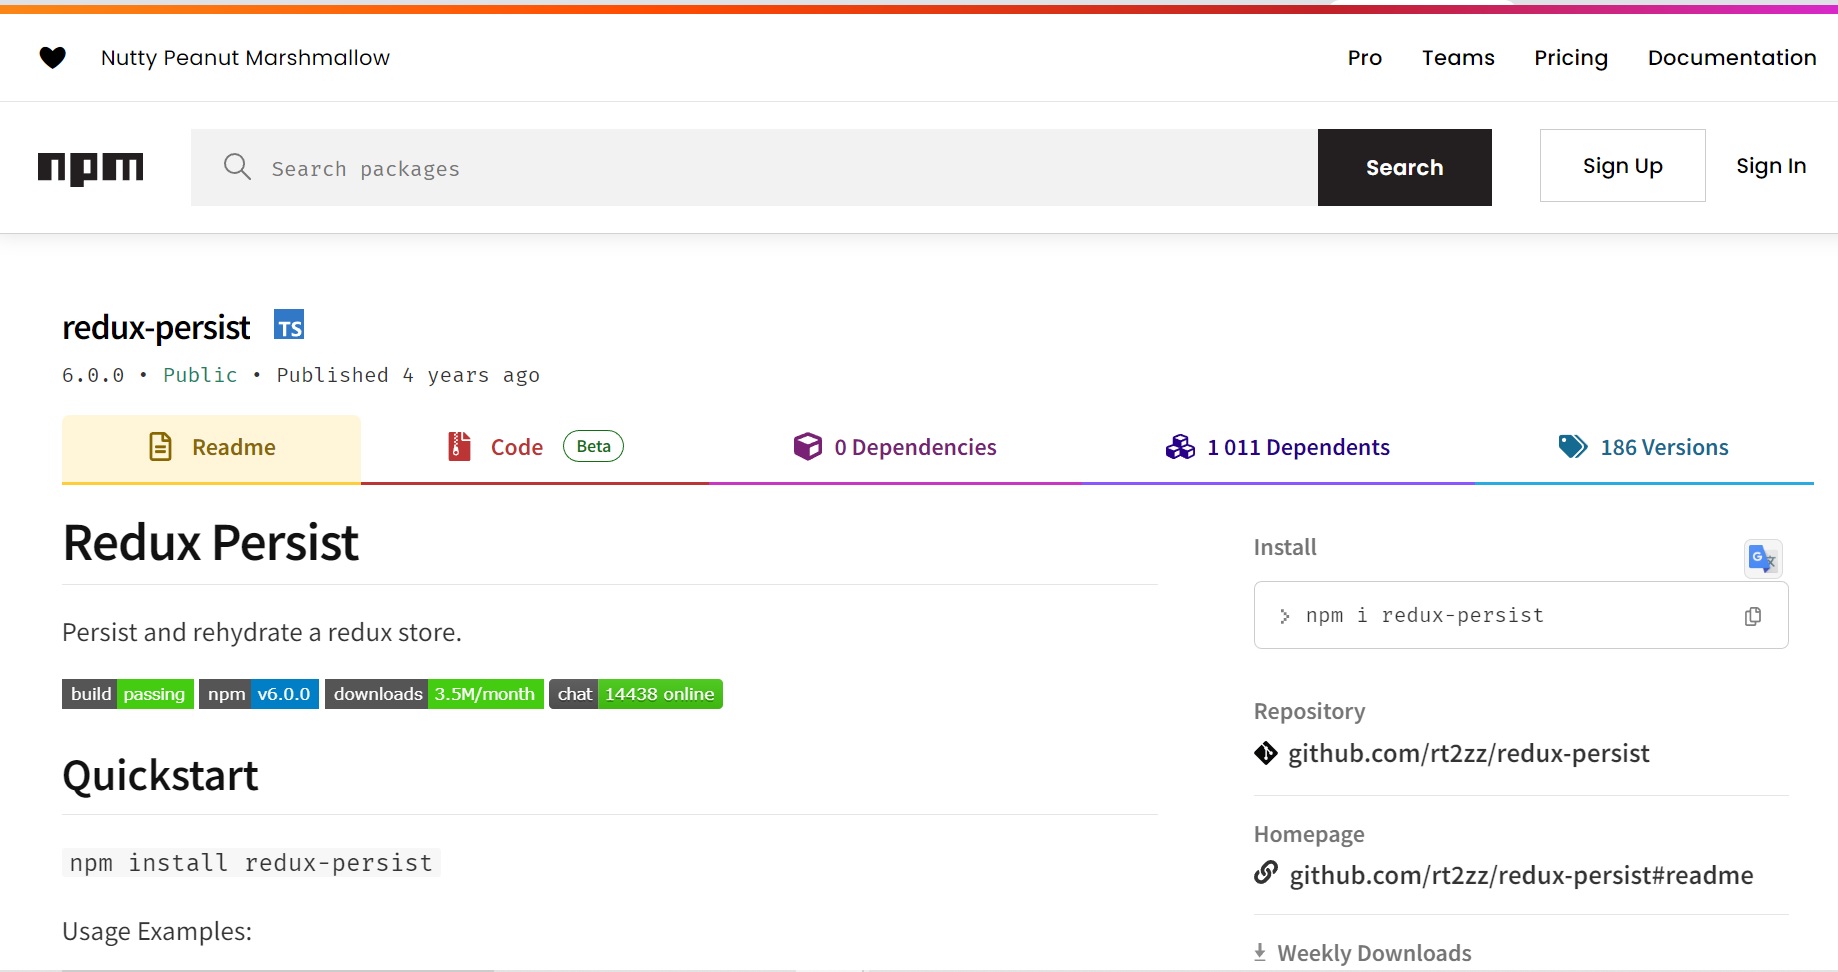 Nutty Peanut Marshmallow
Pro Teams Pricing Documentation
npm
Search packages
Search
Sign Up
Sign In
redux-persist TS
6.0.0 • Public • Published 4 years ago
Readme
Code Beta
0 Dependencies
1 011 Dependents
186 Versions
Redux Persist
Persist and rehydrate a redux store.
build passing npm v6.0.0 downloads 3.5M/month chat 14438 online
Quickstart
npm install redux-persist
Usage Examples:
Install
G
> npm i redux-persist
Repository
github.com/rt2zz/redux-persist
Homepage
github.com/rt2zz/redux-persist#readme
Weekly Downloads